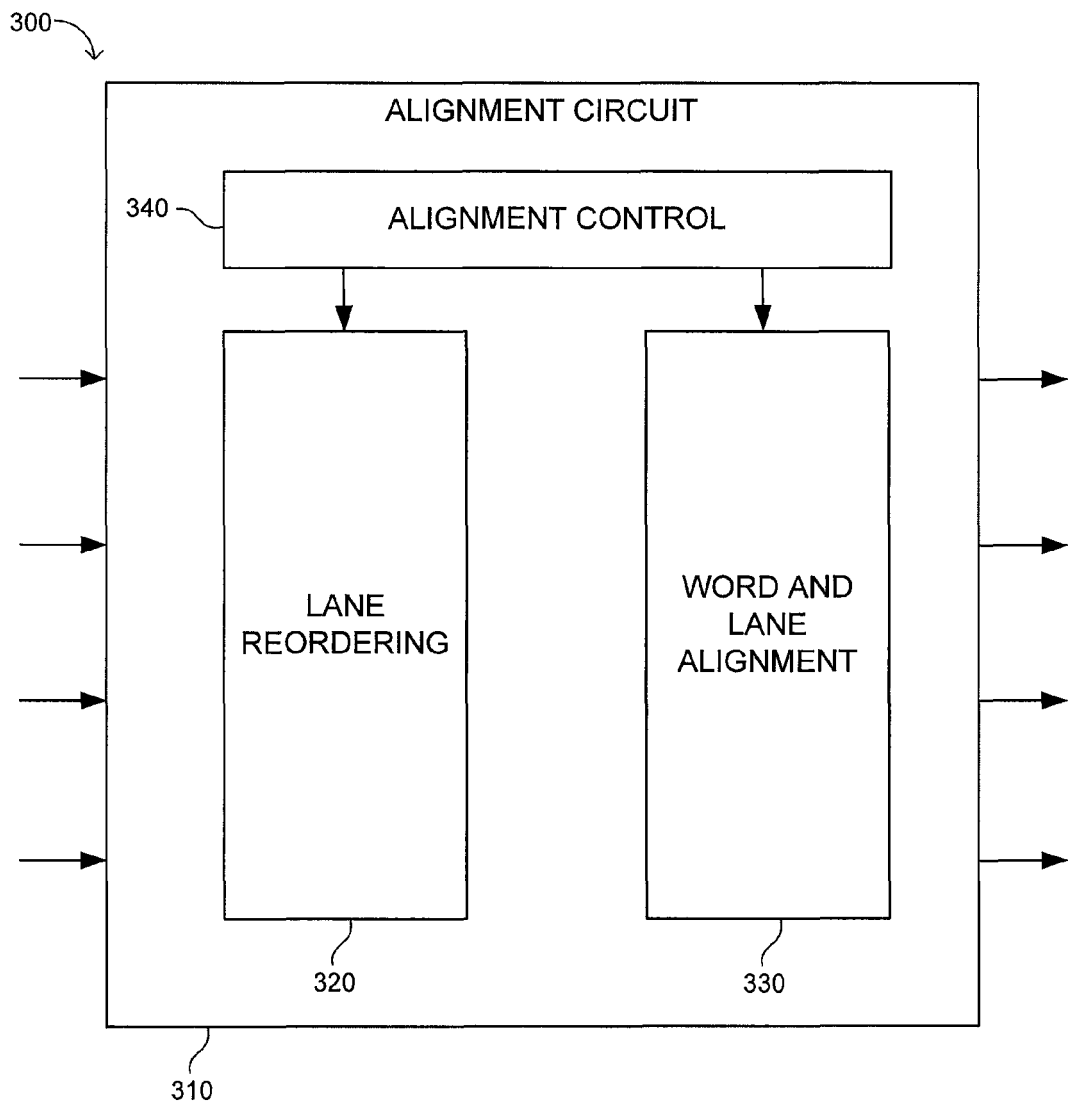 300
ALIGNMENT CIRCUIT
340
ALIGNMENT CONTROL
LANE
REORDERING
WORD AND
LANE
ALIGNMENT
320
330
310